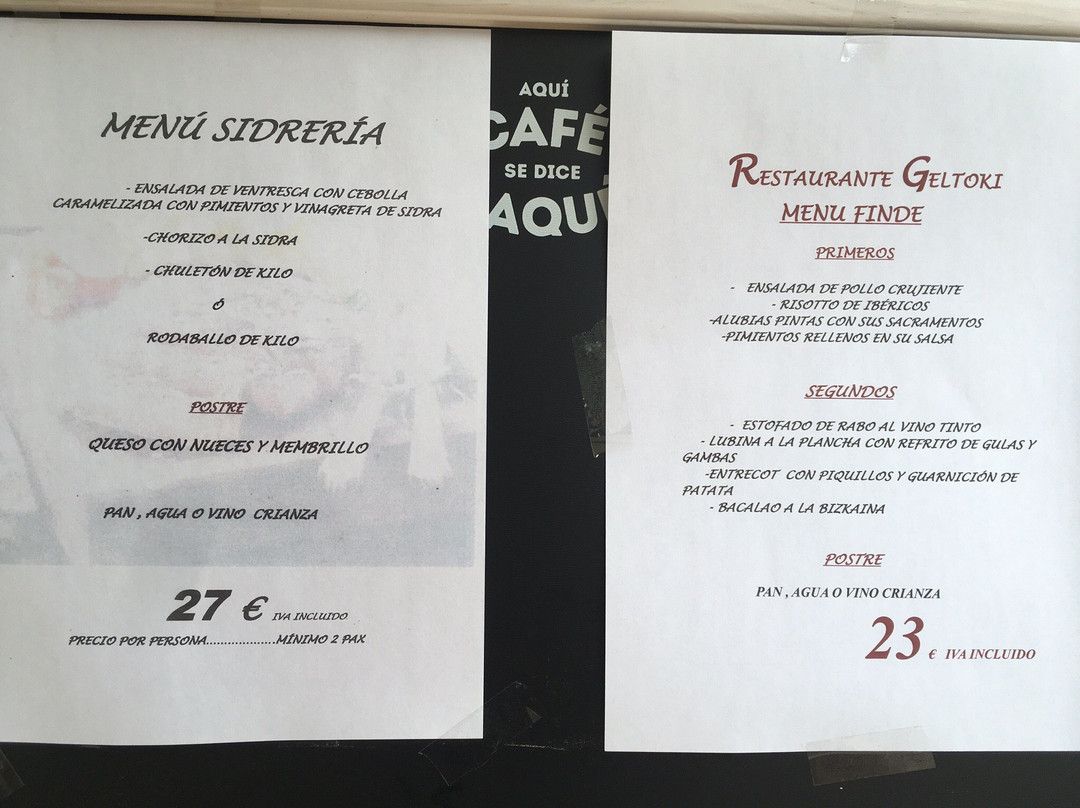 MENÚ SIDRERÍA
- ENSALADA DE VENTRESCA CON CEBOLLA
CARAMELIZADA CON PIMIENTOS Y VINAGRETA DE SIDRA
-CHORIZO A LA SIDRA
- CHULETÓN DE KILO
Ó
RODABALLO DE KILO
POSTRE
QUESO CON NUECES Y MEMBRILLO
PAN , AGUA O VINO CRIANZA
27 € IVA INCLUIDO
PRECIO POR PERSONA...................MÍNIMO 2 PAX
AQUÍ
CAFÉ
SE DICE
AQUÍ
RESTAURANTE GELTOKI
MENU FINDE
PRIMEROS
- ENSALADA DE POLLO CRUJIENTE
- RISOTTO DE IBÉRICOS
-ALUBIAS PINTAS CON SUS SACRAMENTOS
-PIMIENTOS RELLENOS EN SU SALSA
SEGUNDOS
- ESTOFADO DE RABO AL VINO TINTO
- LUBINA A LA PLANCHA CON REFRITO DE GULAS Y
GAMBAS
-ENTRECOT CON PIQUILLOS Y GUARNICIÓN DE
PATATA
- BACALAO A LA BIZKAINA
POSTRE
PAN , AGUA O VINO CRIANZA
23 € IVA INCLUIDO